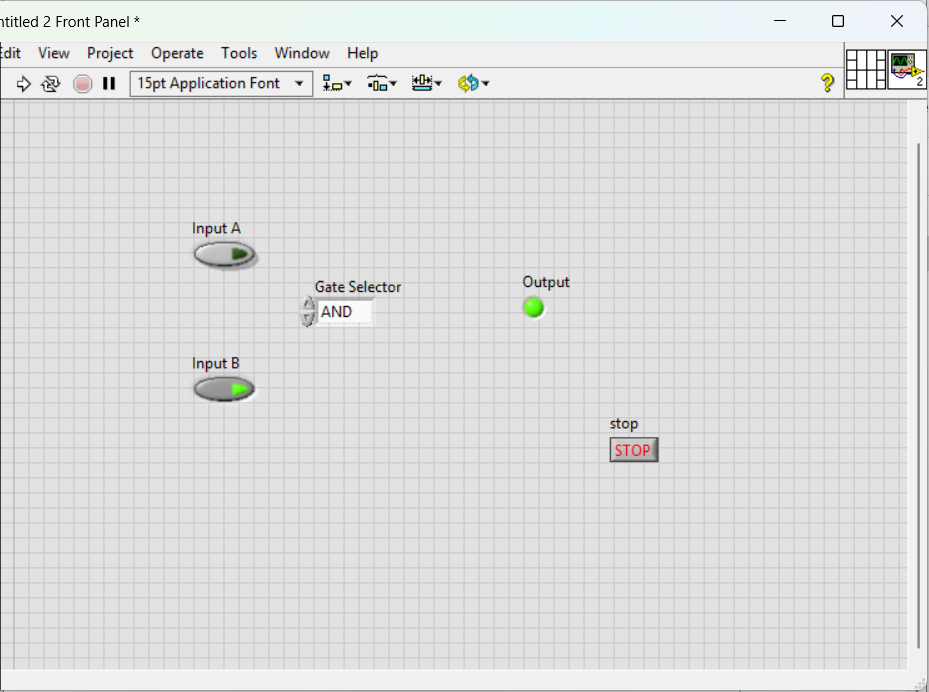 ntitled 2 Front Panel *
Edit View Project Operate Tools Window Help
15pt Application Font
?
2
Input A
Gate Selector
AND
Output
Input B
stop
STOP